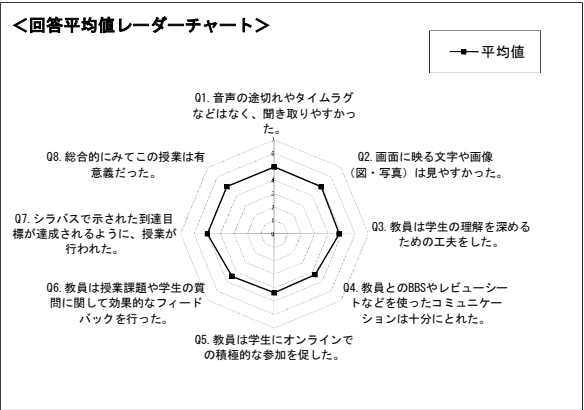 ＜回答平均値レーダーチャート＞
平均値
Q1. 音声の途切れやタイムラグ
などはなく、聞き取りやすかっ
た。
Q2. 画面に映る文字や画像
（図・写真）は見やすかった。
Q3. 教員は学生の理解を深める
ための工夫をした。
Q4. 教員とのBBSやレビューシー
トなどを使ったコミュニケー
ションは十分にとれた。
Q5. 教員は学生にオンラインで
の積極的な参加を促した。
Q6. 教員は授業課題や学生の質
問に関して効果的なフィード
バックを行った。
Q7. シラバスで示された到達目
標が達成されるように、授業が
行われた。
Q8. 総合的にみてこの授業は有
意義だった。
5
4
3
2
1
0